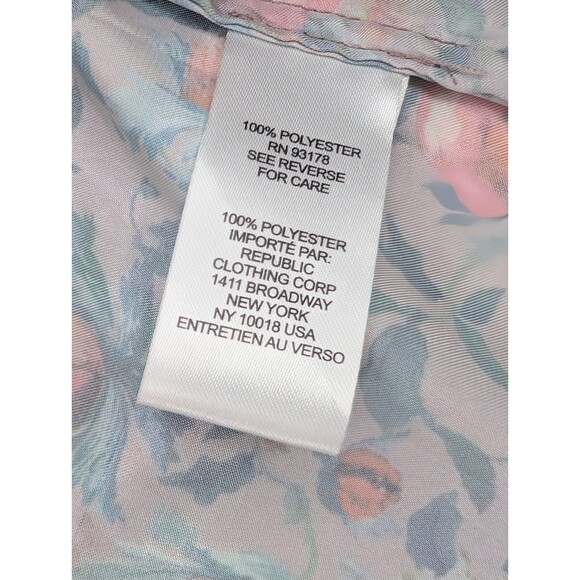 100% POLYESTER
RN 93178
SEE REVERSE
FOR CARE
100% POLYESTER
IMPORTÉ PAR:
REPUBLIC
CLOTHING CORP
1411 BROADWAY
NEW YORK
NY 10018 USA
ENTRETIEN AU VERSO